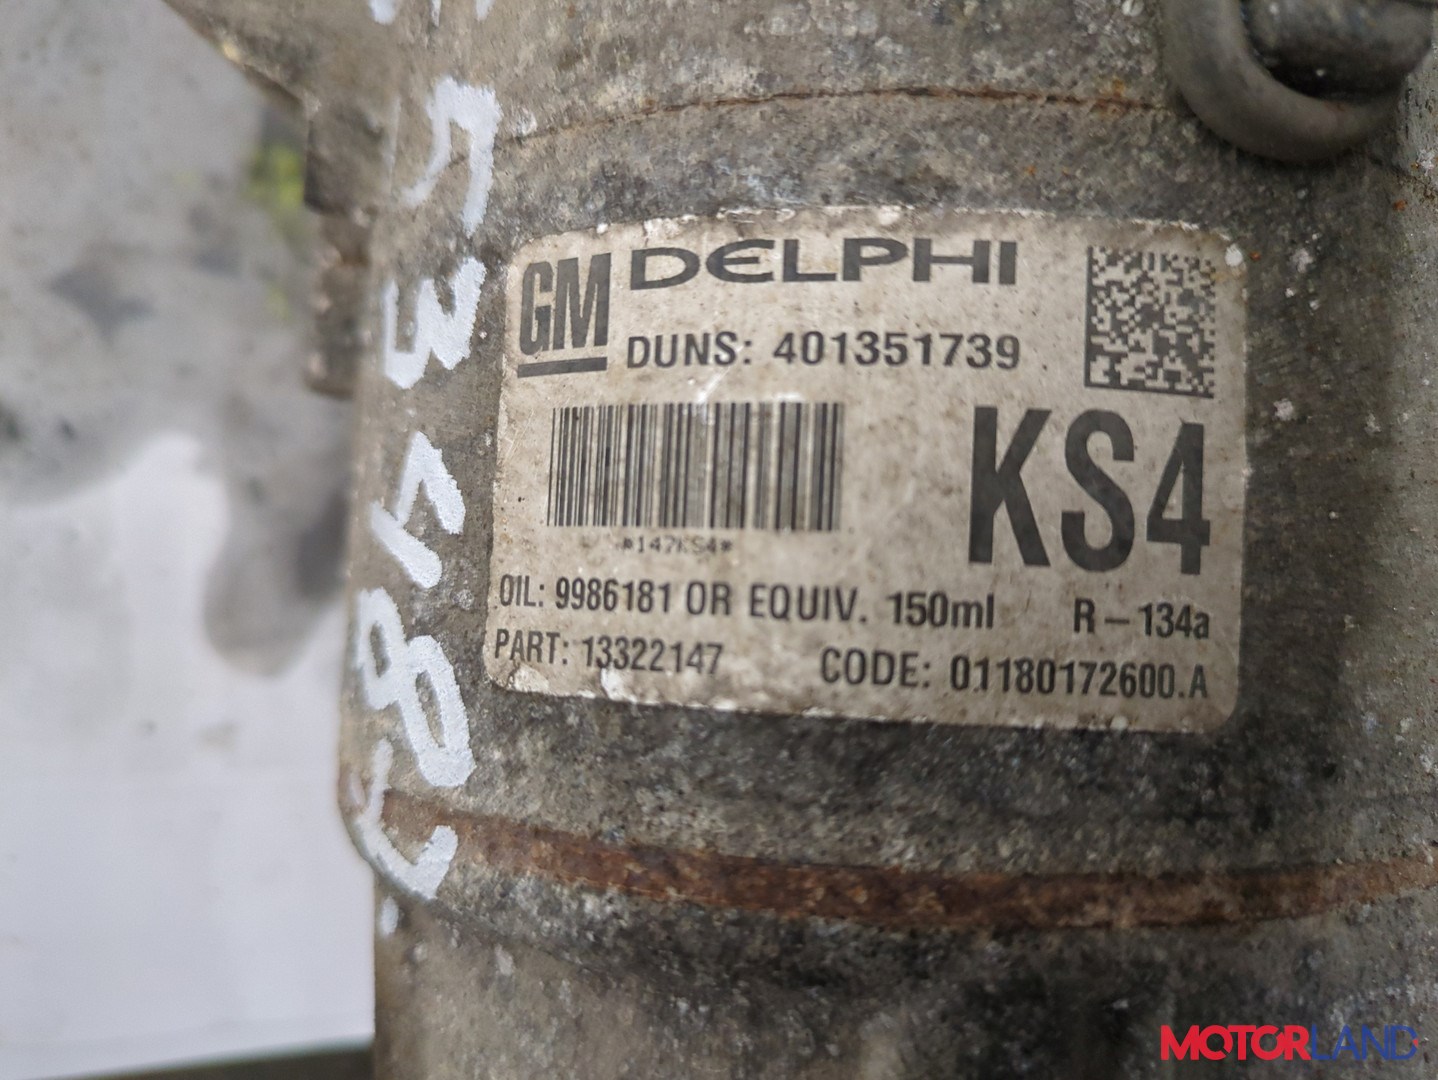 GM DELPHI
DUNS: 401351739
KS4
*147KS4*
OIL: 9986181 OR EQUIV. 150ml R-134a
PART: 13322147 CODE: 01180172600.A
MOTORLAND